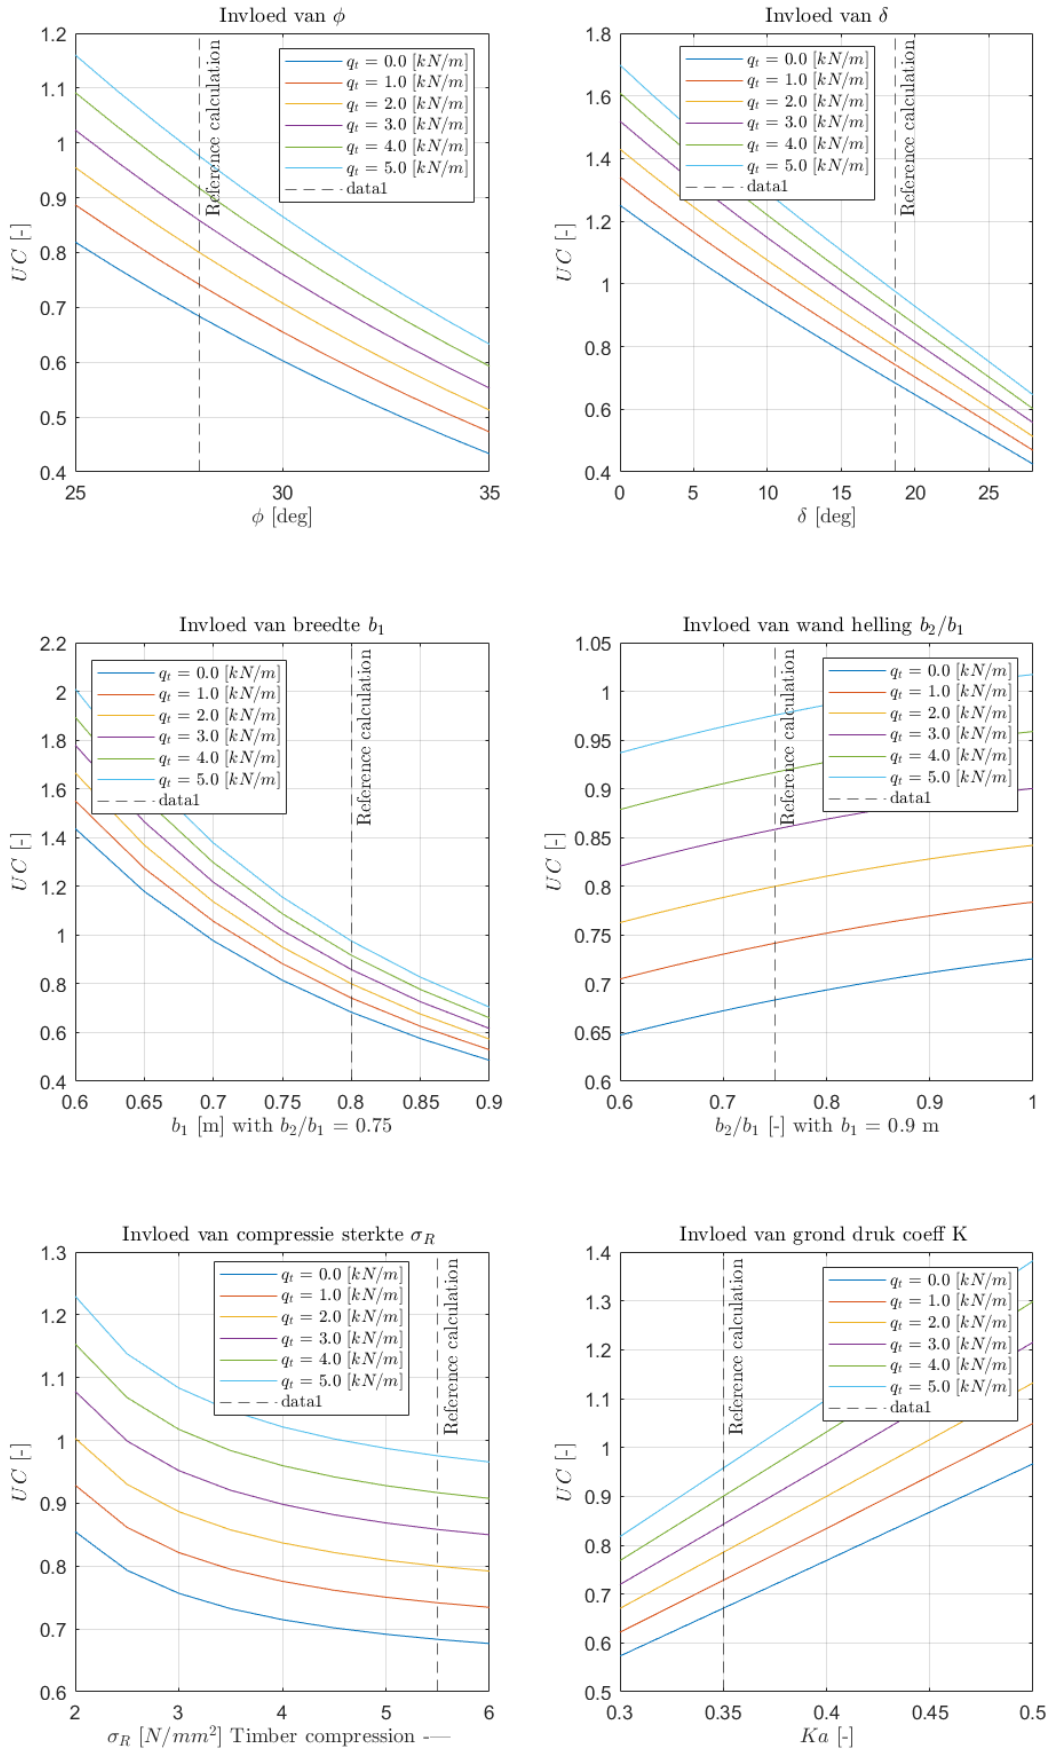 Invloed van ϕ
1.2
1.1
1
0.9
0.8
0.7
0.6
0.5
0.4
UC [-]
25
30
35
ϕ [deg]
Reference calculation
q_t = 0.0 [kN/m]
q_t = 1.0 [kN/m]
q_t = 2.0 [kN/m]
q_t = 3.0 [kN/m]
q_t = 4.0 [kN/m]
q_t = 5.0 [kN/m]
data1
Invloed van δ
1.8
1.6
1.4
1.2
1
0.8
0.6
0.4
UC [-]
0
5
10
15
20
25
δ [deg]
Reference calculation
q_t = 0.0 [kN/m]
q_t = 1.0 [kN/m]
q_t = 2.0 [kN/m]
q_t = 3.0 [kN/m]
q_t = 4.0 [kN/m]
q_t = 5.0 [kN/m]
data1
Invloed van breedte b_1
2.2
2
1.8
1.6
1.4
1.2
1
0.8
0.6
0.4
UC [-]
0.6
0.65
0.7
0.75
0.8
0.85
0.9
b_1 [m] with b_2/b_1 = 0.75
Reference calculation
q_t = 0.0 [kN/m]
q_t = 1.0 [kN/m]
q_t = 2.0 [kN/m]
q_t = 3.0 [kN/m]
q_t = 4.0 [kN/m]
q_t = 5.0 [kN/m]
data1
Invloed van wand helling b_2/b_1
1.05
1
0.95
0.9
0.85
0.8
0.75
0.7
0.65
0.6
UC [-]
0.6
0.7
0.8
0.9
1
b_2/b_1 [-] with b_1 = 0.9 m
Reference calculation
q_t = 0.0 [kN/m]
q_t = 1.0 [kN/m]
q_t = 2.0 [kN/m]
q_t = 3.0 [kN/m]
q_t = 4.0 [kN/m]
q_t = 5.0 [kN/m]
data1
Invloed van compressie sterkte σ_R
1.3
1.2
1.1
1
0.9
0.8
0.7
0.6
UC [-]
2
3
4
5
6
σ_R [N/mm²] Timber compression -—
Reference calculation
q_t = 0.0 [kN/m]
q_t = 1.0 [kN/m]
q_t = 2.0 [kN/m]
q_t = 3.0 [kN/m]
q_t = 4.0 [kN/m]
q_t = 5.0 [kN/m]
data1
Invloed van grond druk coeff K
1.4
1.3
1.2
1.1
1
0.9
0.8
0.7
0.6
0.5
UC [-]
0.3
0.35
0.4
0.45
0.5
Ka [-]
Reference calculation
q_t = 0.0 [kN/m]
q_t = 1.0 [kN/m]
q_t = 2.0 [kN/m]
q_t = 3.0 [kN/m]
q_t = 4.0 [kN/m]
q_t = 5.0 [kN/m]
data1